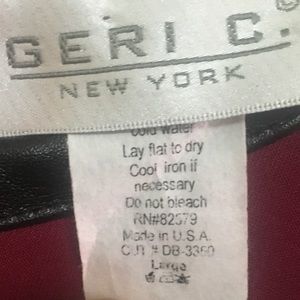 GERI C.©
NEW YORK
cold water
Lay flat to dry
Cool iron if
necessary
Do not bleach
RN#82579
Made in U.S.A.
CUT # DB-3360
Large